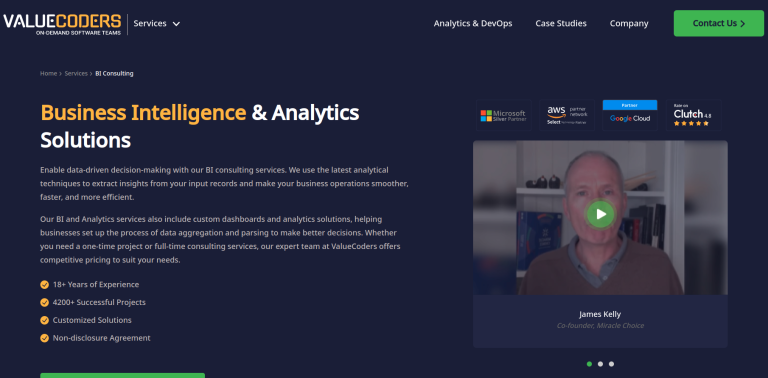 VALUECODERS
ON-DEMAND SOFTWARE TEAMS
Services
Analytics & DevOps
Case Studies
Company
Contact Us
Home > Services > BI Consulting
Business Intelligence & Analytics
Solutions
Enable data-driven decision-making with our BI consulting services. We use the latest analytical
techniques to extract insights from your input records and make your business operations smoother,
faster, and more efficient.
Our BI and Analytics services also include custom dashboards and analytics solutions, helping
businesses set up the process of data aggregation and parsing to make better decisions. Whether
you need a one-time project or full-time consulting services, our expert team at ValueCoders offers
competitive pricing to suit your needs.
18+ Years of Experience
4200+ Successful Projects
Customized Solutions
Non-disclosure Agreement
Microsoft
Silver Partner
aws
partner
network
Select
Partner
Google Cloud
Rate on
Clutch 4.8
James Kelly
Co-founder, Miracle Choice